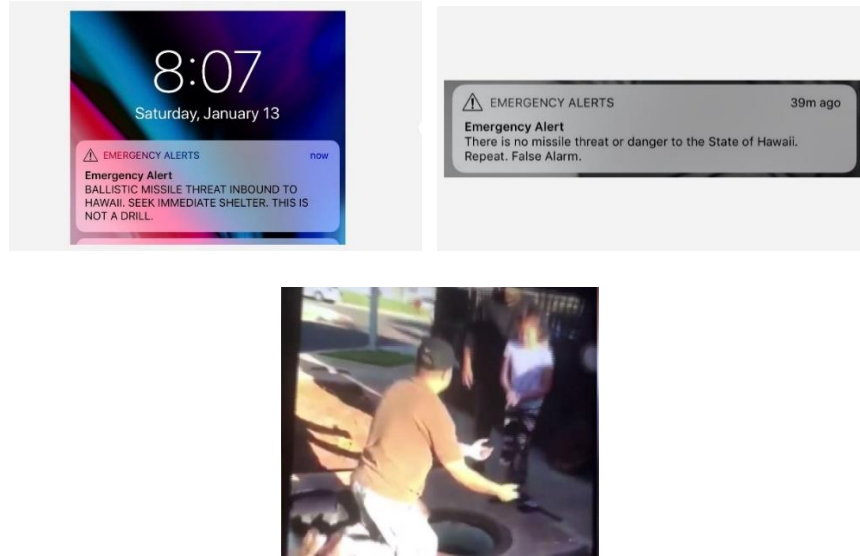 8:07
Saturday, January 13
EMERGENCY ALERTS now
Emergency Alert
BALLISTIC MISSILE THREAT INBOUND TO
HAWAII. SEEK IMMEDIATE SHELTER. THIS IS
NOT A DRILL.
EMERGENCY ALERTS 39m ago
Emergency Alert
There is no missile threat or danger to the State of Hawaii.
Repeat. False Alarm.